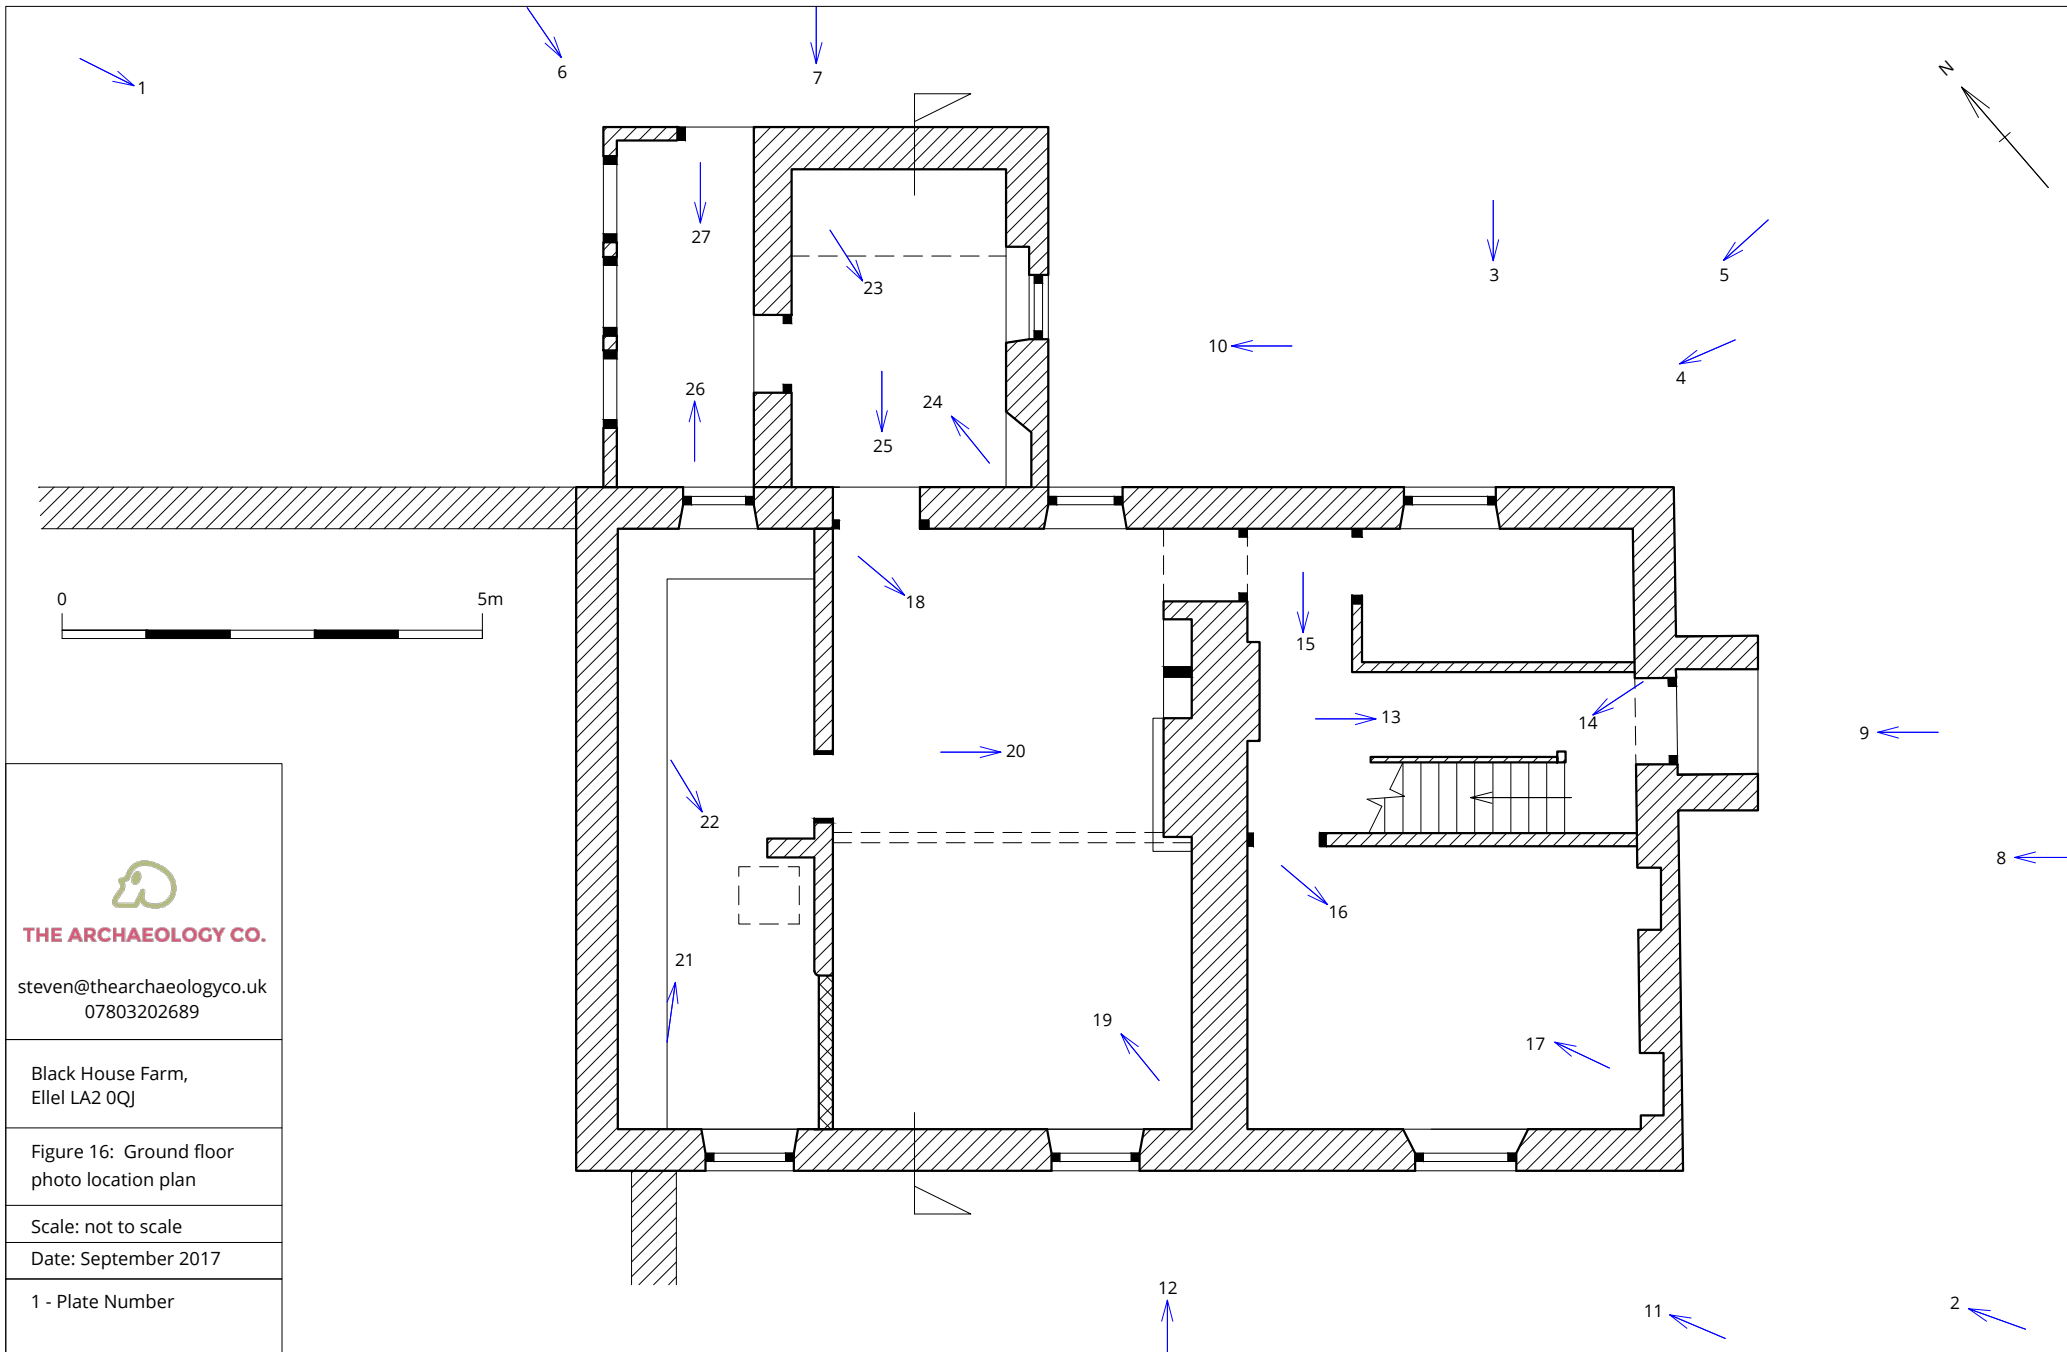 1
6
7
N
27
23
3
5
10
4
26
24
25
0
5m
18
15
13
14
9
20
22
8
16
21
19
17
THE ARCHAEOLOGY CO.
steven@thearchaeologyco.uk
07803202689
Black House Farm,
Ellel LA2 0QJ
Figure 16: Ground floor
photo location plan
Scale: not to scale
Date: September 2017
1 - Plate Number
12
11
2